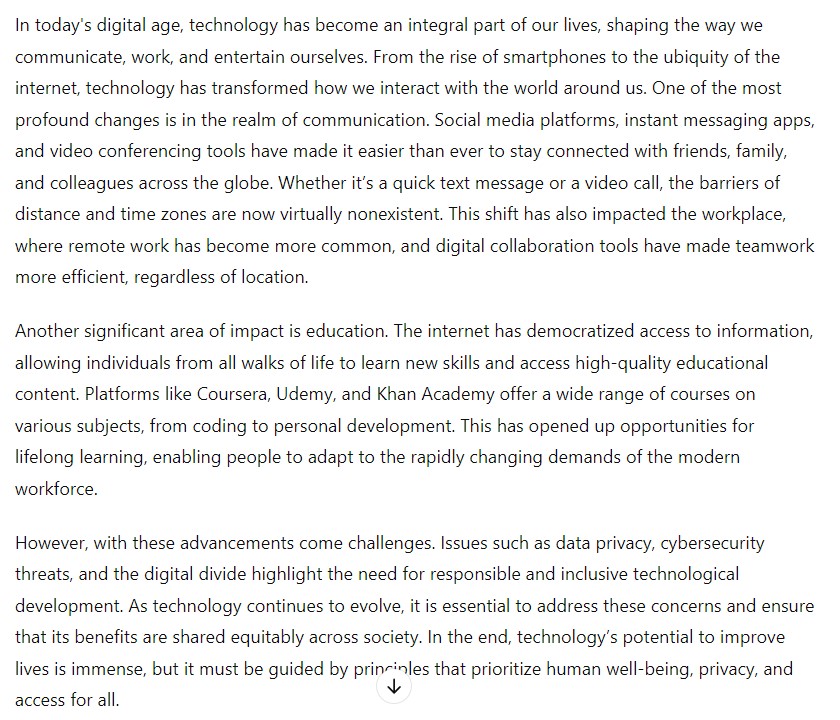 In today's digital age, technology has become an integral part of our lives, shaping the way we
communicate, work, and entertain ourselves. From the rise of smartphones to the ubiquity of the
internet, technology has transformed how we interact with the world around us. One of the most
profound changes is in the realm of communication. Social media platforms, instant messaging apps,
and video conferencing tools have made it easier than ever to stay connected with friends, family,
and colleagues across the globe. Whether it’s a quick text message or a video call, the barriers of
distance and time zones are now virtually nonexistent. This shift has also impacted the workplace,
where remote work has become more common, and digital collaboration tools have made teamwork
more efficient, regardless of location.
Another significant area of impact is education. The internet has democratized access to information,
allowing individuals from all walks of life to learn new skills and access high-quality educational
content. Platforms like Coursera, Udemy, and Khan Academy offer a wide range of courses on
various subjects, from coding to personal development. This has opened up opportunities for
lifelong learning, enabling people to adapt to the rapidly changing demands of the modern
workforce.
However, with these advancements come challenges. Issues such as data privacy, cybersecurity
threats, and the digital divide highlight the need for responsible and inclusive technological
development. As technology continues to evolve, it is essential to address these concerns and ensure
that its benefits are shared equitably across society. In the end, technology’s potential to improve
lives is immense, but it must be guided by principles that prioritize human well-being, privacy, and
access for all.